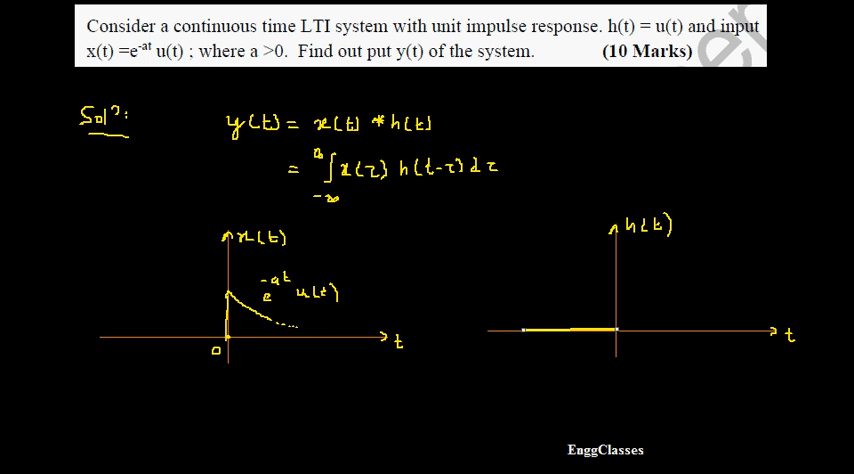 Consider a continuous time LTI system with unit impulse response. h(t) = u(t) and input
x(t) =e-at u(t) ; where a >0. Find out put y(t) of the system. (10 Marks)
Soln:
y(t) = x(t) * h(t)
= ∞∫-∞ x(τ) h(t-τ) dτ
x(t)
h(t)
e-at u(t)
0
t
t
EnggClasses